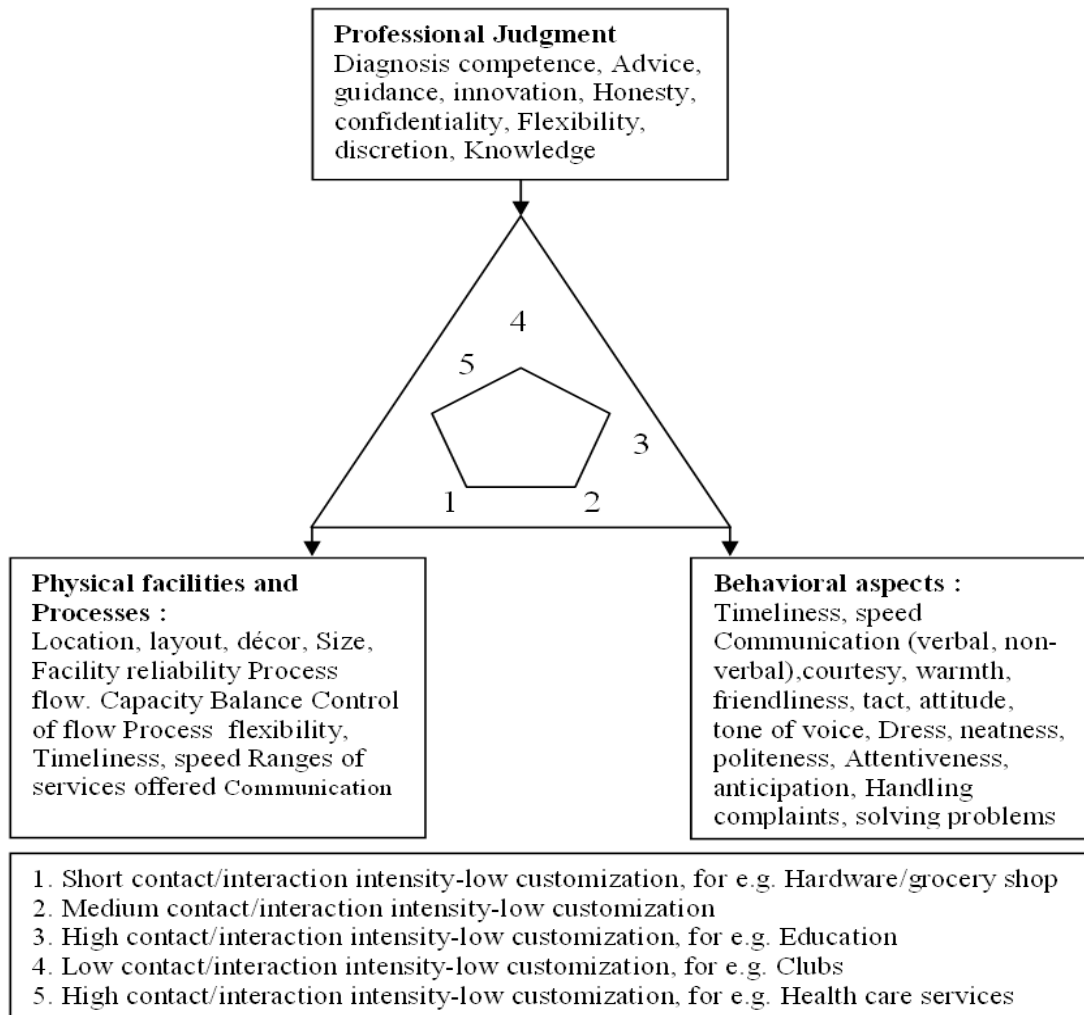 Professional Judgment
Diagnosis competence, Advice,
guidance, innovation, Honesty,
confidentiality, Flexibility,
discretion, Knowledge
4
5
3
1
2
Physical facilities and
Processes :
Location, layout, décor, Size,
Facility reliability Process
flow. Capacity Balance Control
of flow Process flexibility,
Timeliness, speed Ranges of
services offered Communication
Behavioral aspects :
Timeliness, speed
Communication (verbal, non-
verbal),courtesy, warmth,
friendliness, tact, attitude,
tone of voice, Dress, neatness,
politeness, Attentiveness,
anticipation, Handling
complaints, solving problems
1. Short contact/interaction intensity-low customization, for e.g. Hardware/grocery shop
2. Medium contact/interaction intensity-low customization
3. High contact/interaction intensity-low customization, for e.g. Education
4. Low contact/interaction intensity-low customization, for e.g. Clubs
5. High contact/interaction intensity-low customization, for e.g. Health care services